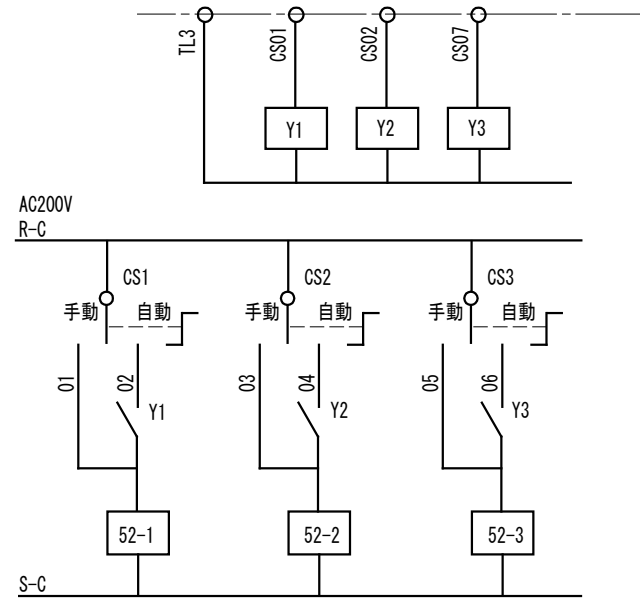 TL3
CS01
CS02
CS07
Y1
Y2
Y3
AC200V
R-C
CS1
CS2
CS3
手動
自動
手動
自動
手動
自動
01
02
03
04
05
06
Y1
Y2
Y3
52-1
52-2
52-3
S-C